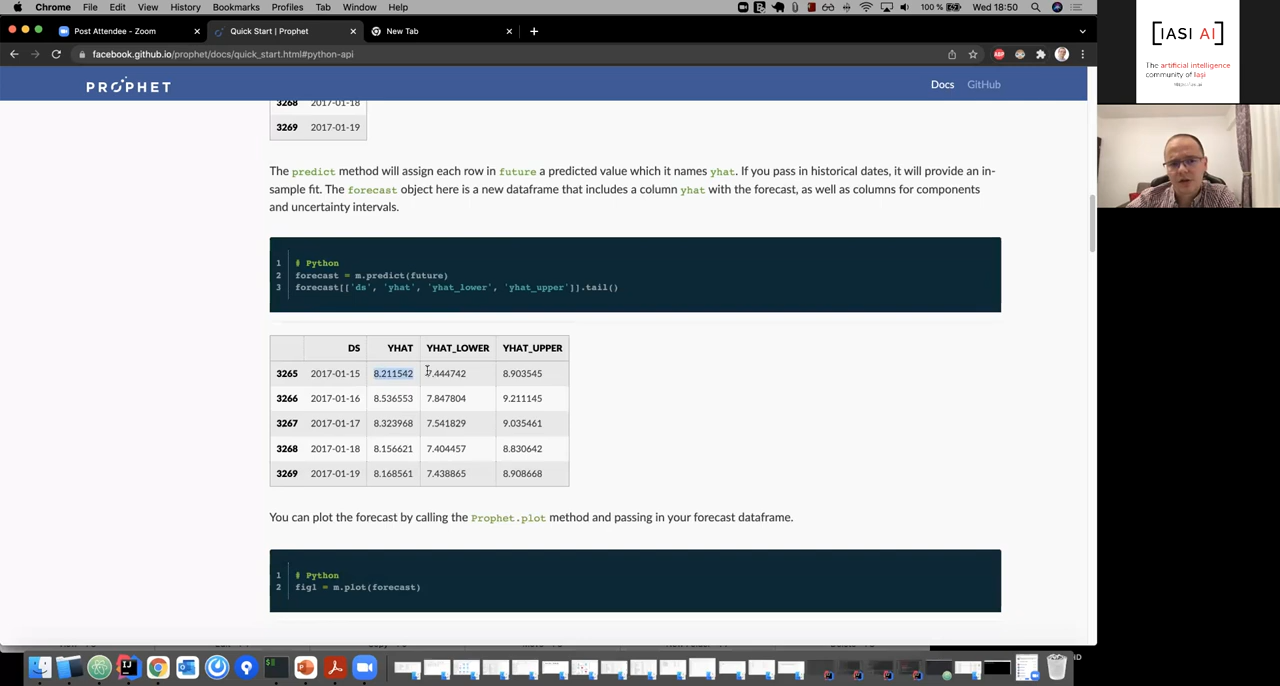 Chrome File Edit View History Bookmarks Profiles Tab Window Help
100 % Wed 18:50
Post Attendee - Zoom
Quick Start | Prophet
New Tab
facebook.github.io/prophet/docs/quick_start.html#python-api
PROPHET
Docs GitHub
3268 2017-01-18
3269 2017-01-19
The predict method will assign each row in future a predicted value which it names yhat. If you pass in historical dates, it will provide an in-
sample fit. The forecast object here is a new dataframe that includes a column yhat with the forecast, as well as columns for components
and uncertainty intervals.
1 # Python
2 forecast = m.predict(future)
3 forecast[['ds', 'yhat', 'yhat_lower', 'yhat_upper']].tail()
DS YHAT YHAT_LOWER YHAT_UPPER
3265 2017-01-15 8.211542 7.444742 8.903545
3266 2017-01-16 8.536553 7.847804 9.211145
3267 2017-01-17 8.323968 7.541829 9.035461
3268 2017-01-18 8.156621 7.404457 8.830642
3269 2017-01-19 8.168561 7.438865 8.908668
You can plot the forecast by calling the Prophet.plot method and passing in your forecast dataframe.
1 # Python
2 fig1 = m.plot(forecast)
[IASI AI]
The artificial intelligence
community of Iași